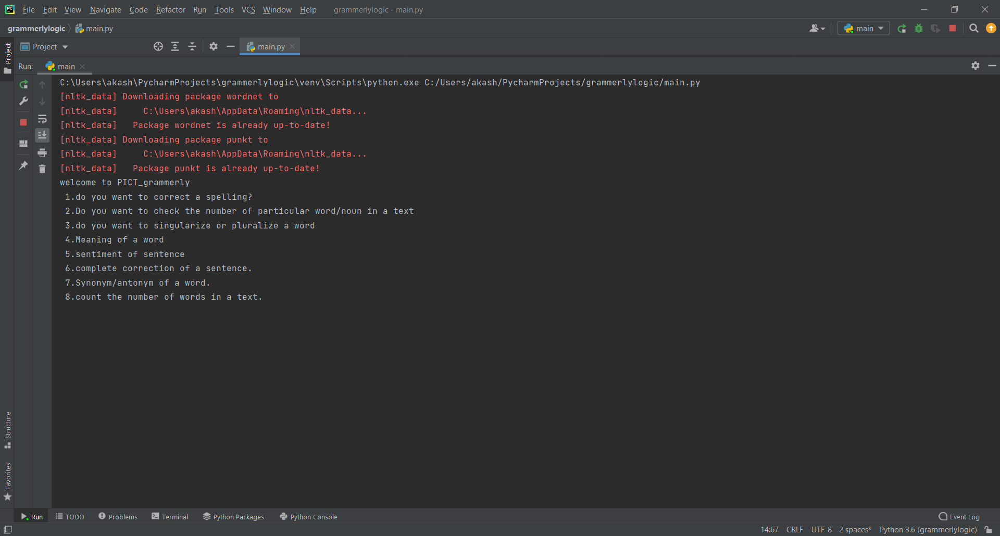 File Edit View Navigate Code Refactor Run Tools VCS Window Help grammerlylogic - main.py
grammerlylogic main.py main
Project Project main.py
Run: main
C:\Users\akash\PycharmProjects\grammerlylogic\venv\Scripts\python.exe C:/Users/akash/PycharmProjects/grammerlylogic/main.py
[nltk_data] Downloading package wordnet to
[nltk_data]     C:\Users\akash\AppData\Roaming\nltk_data...
[nltk_data]   Package wordnet is already up-to-date!
[nltk_data] Downloading package punkt to
[nltk_data]     C:\Users\akash\AppData\Roaming\nltk_data...
[nltk_data]   Package punkt is already up-to-date!
welcome to PICT_grammerly
 1.do you want to correct a spelling?
 2.Do you want to check the number of particular word/noun in a text
 3.do you want to singularize or pluralize a word
 4.Meaning of a word
 5.sentiment of sentence
 6.complete correction of a sentence.
 7.Synonym/antonym of a word.
 8.count the number of words in a text.
Structure
Favorites
Run TODO Problems Terminal Python Packages Python Console Event Log
14:67 CRLF UTF-8 2 spaces* Python 3.6 (grammerlylogic)